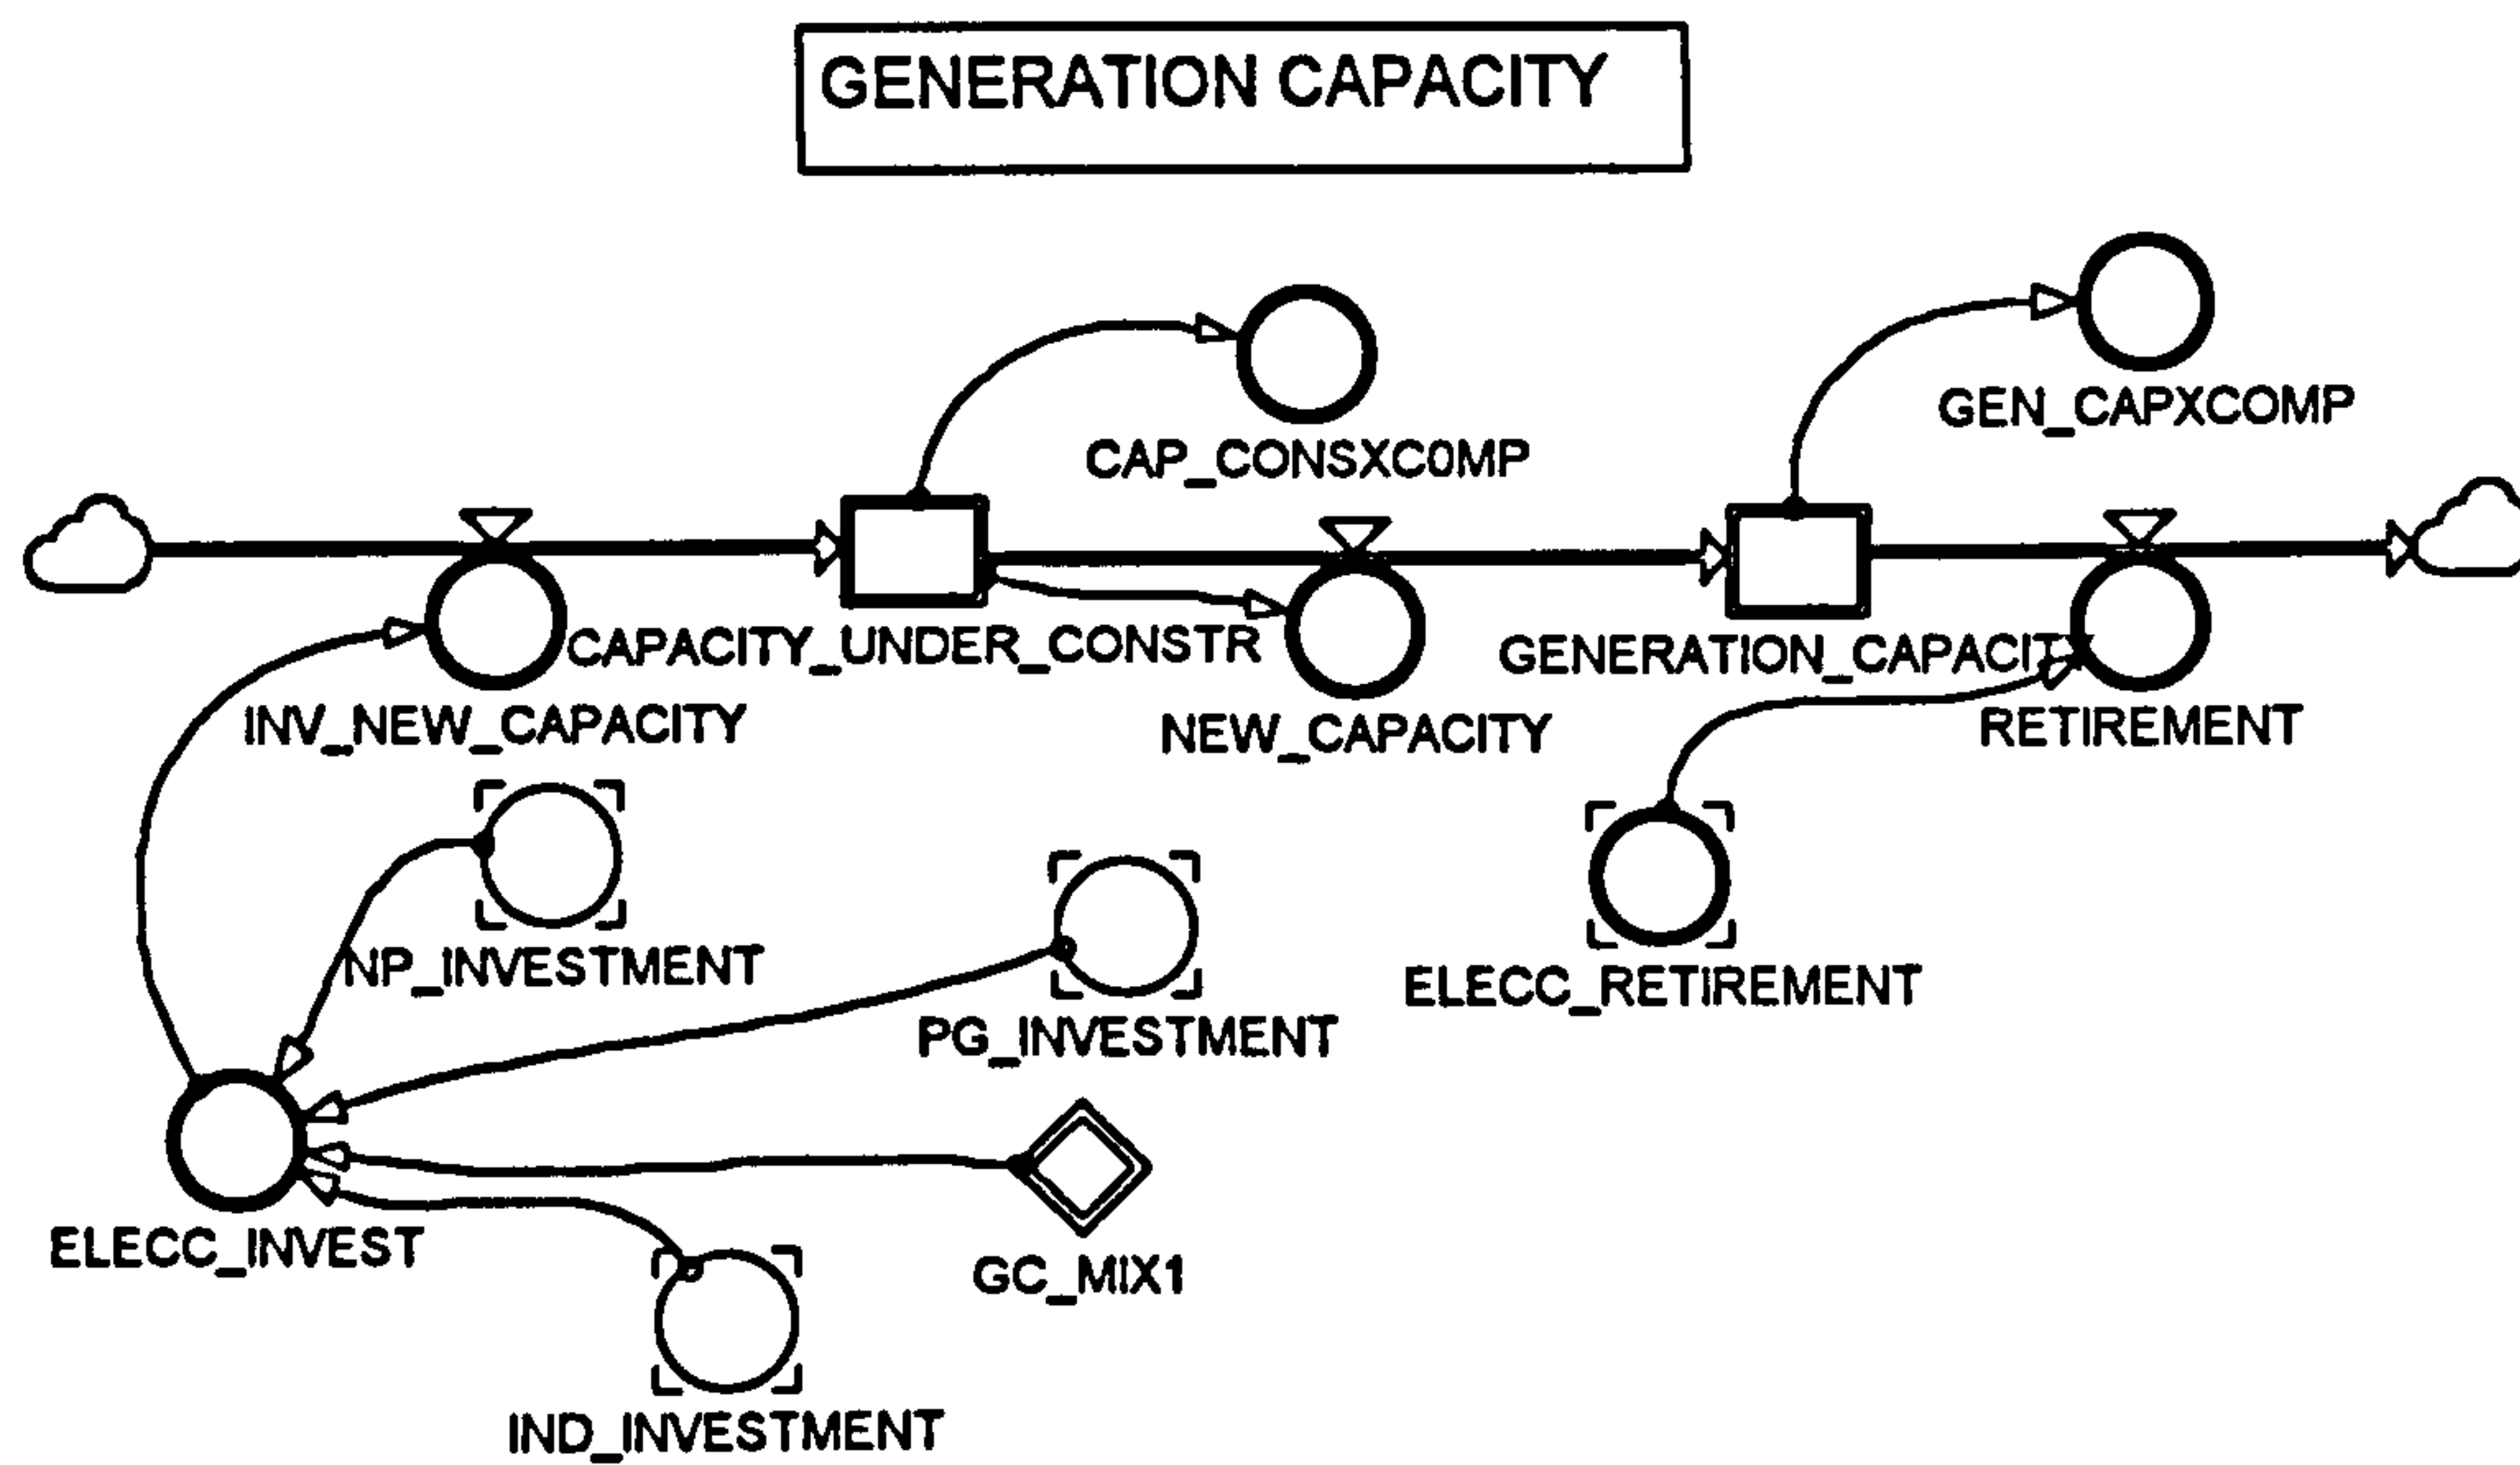 GENERATION CAPACITY
GEN_CAPXCOMP
CAP_CONSXC0MP
CAPACITY_UNDER_CONSTR
GENERATION_CAPACITY
INV_NEW_CAPACITY
NEW_CAPACITY
RETIREMENT
NP_INVESTMENT
ELECC_RETIREMENT
PG_INVESTMENT
ELECC_INVEST
GC_MIX1
IND_INVESTMENT